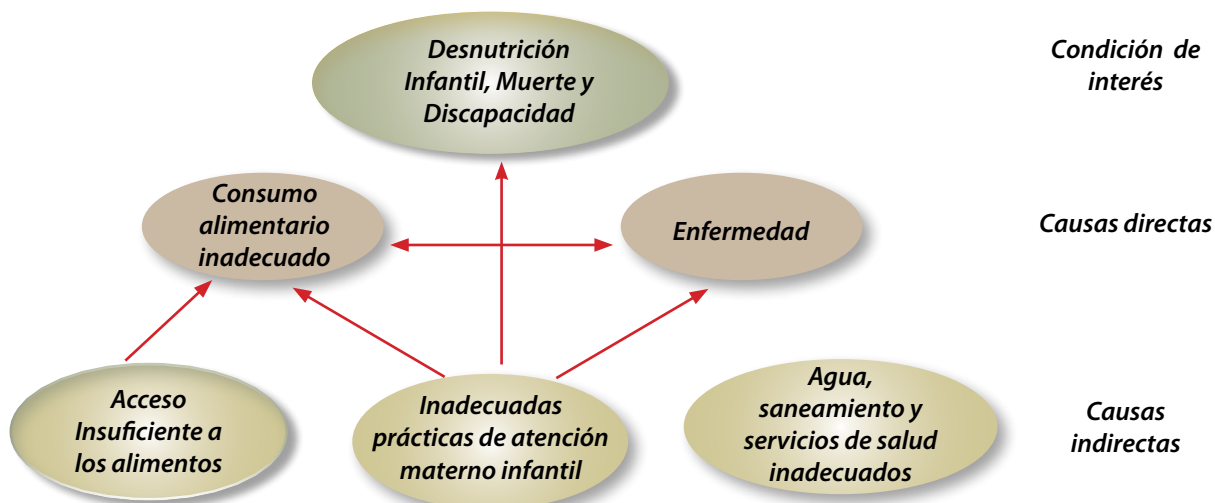 Desnutrición
Infantil, Muerte y
Discapacidad
Condición de
interés
Consumo
alimentario
inadecuado
Enfermedad
Causas directas
Acceso
Insuficiente a
los alimentos
Inadecuadas
prácticas de atención
materno infantil
Agua,
saneamiento y
servicios de salud
inadecuados
Causas
indirectas